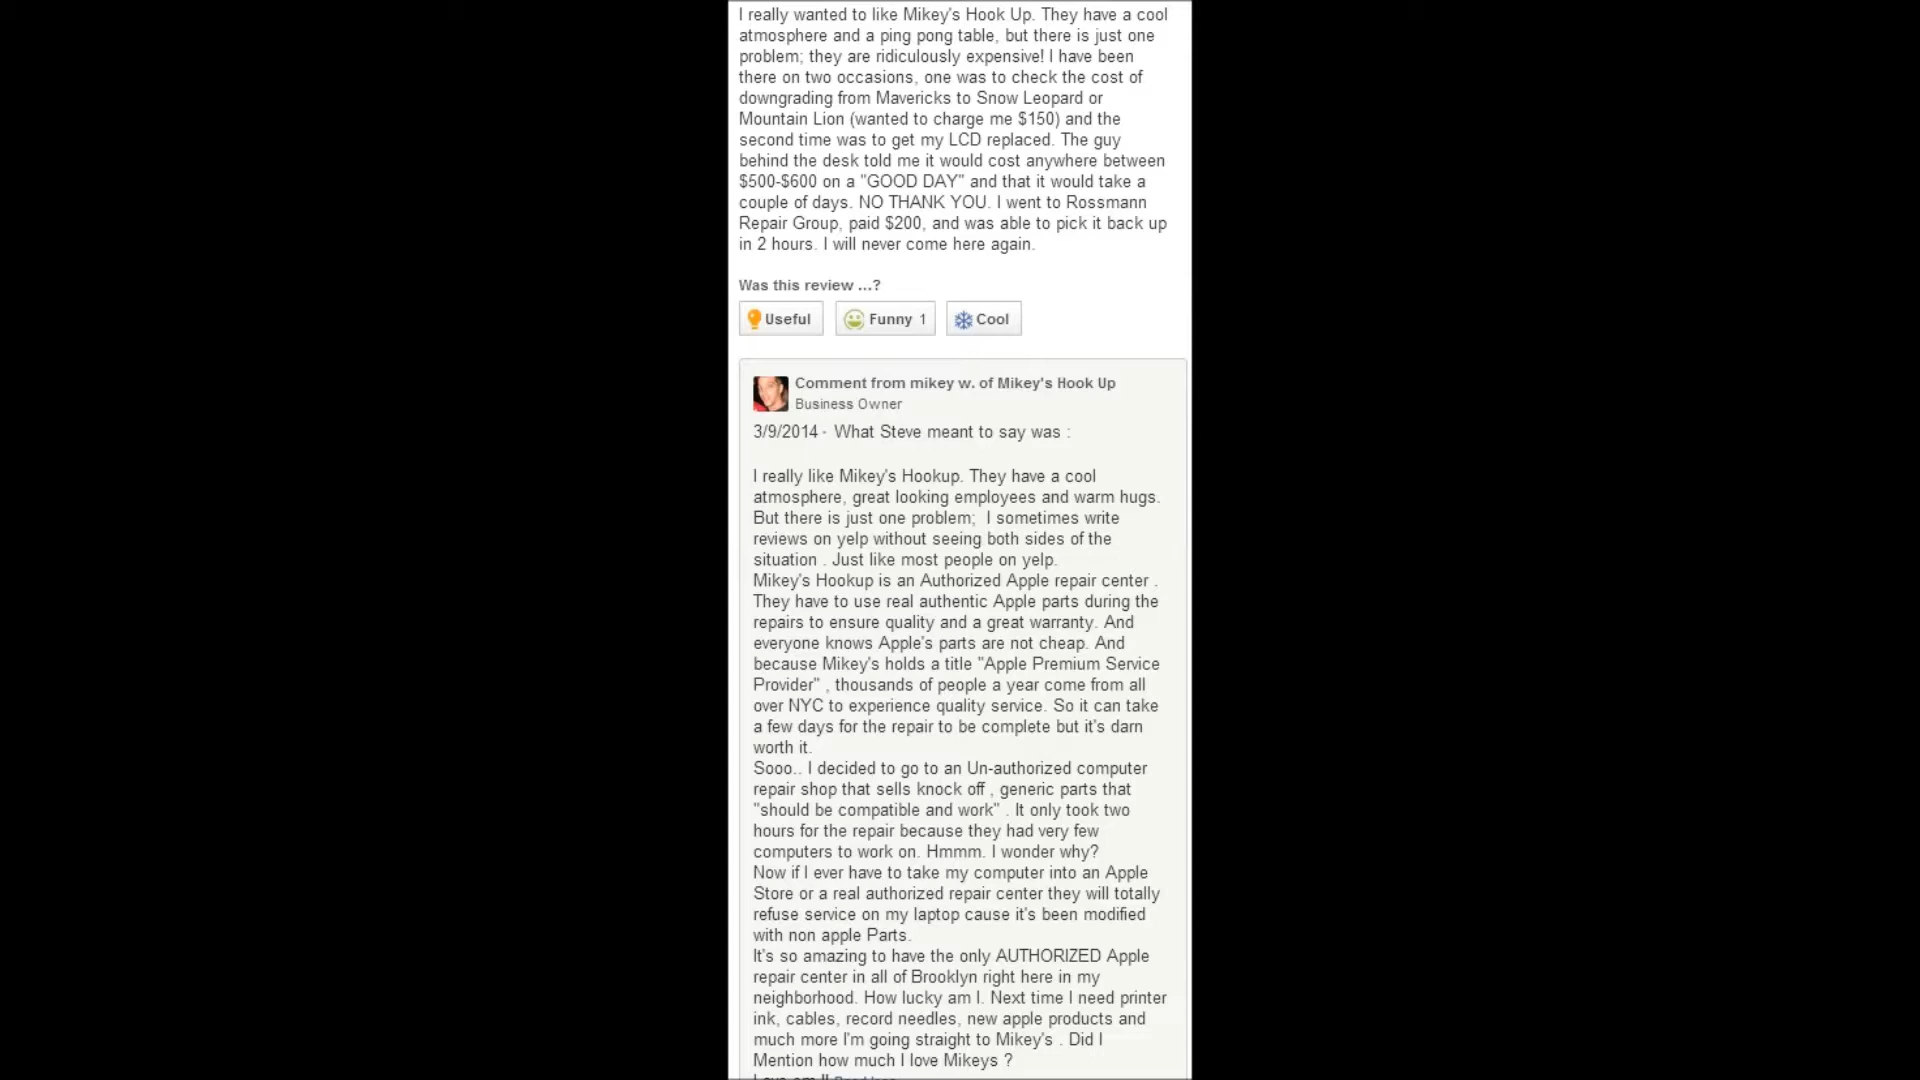 I really wanted to like Mikey's Hook Up. They have a cool
atmosphere and a ping pong table, but there is just one
problem; they are ridiculously expensive! I have been
there on two occasions, one was to check the cost of
downgrading from Mavericks to Snow Leopard or
Mountain Lion (wanted to charge me $150) and the
second time was to get my LCD replaced. The guy
behind the desk told me it would cost anywhere between
$500-$600 on a "GOOD DAY" and that it would take a
couple of days. NO THANK YOU. I went to Rossmann
Repair Group, paid $200, and was able to pick it back up
in 2 hours. I will never come here again.
Was this review ...?
Useful Funny 1 Cool
Comment from mikey w. of Mikey's Hook Up
Business Owner
3/9/2014 · What Steve meant to say was :
I really like Mikey's Hookup. They have a cool
atmosphere, great looking employees and warm hugs.
But there is just one problem;  I sometimes write
reviews on yelp without seeing both sides of the
situation . Just like most people on yelp.
Mikey's Hookup is an Authorized Apple repair center .
They have to use real authentic Apple parts during the
repairs to ensure quality and a great warranty. And
everyone knows Apple's parts are not cheap. And
because Mikey's holds a title "Apple Premium Service
Provider" , thousands of people a year come from all
over NYC to experience quality service. So it can take
a few days for the repair to be complete but it's darn
worth it.
Sooo.. I decided to go to an Un-authorized computer
repair shop that sells knock off , generic parts that
"should be compatible and work" . It only took two
hours for the repair because they had very few
computers to work on. Hmmm. I wonder why?
Now if I ever have to take my computer into an Apple
Store or a real authorized repair center they will totally
refuse service on my laptop cause it's been modified
with non apple Parts.
It's so amazing to have the only AUTHORIZED Apple
repair center in all of Brooklyn right here in my
neighborhood. How lucky am I. Next time I need printer
ink, cables, record needles, new apple products and
much more I'm going straight to Mikey's . Did I
Mention how much I love Mikeys ?